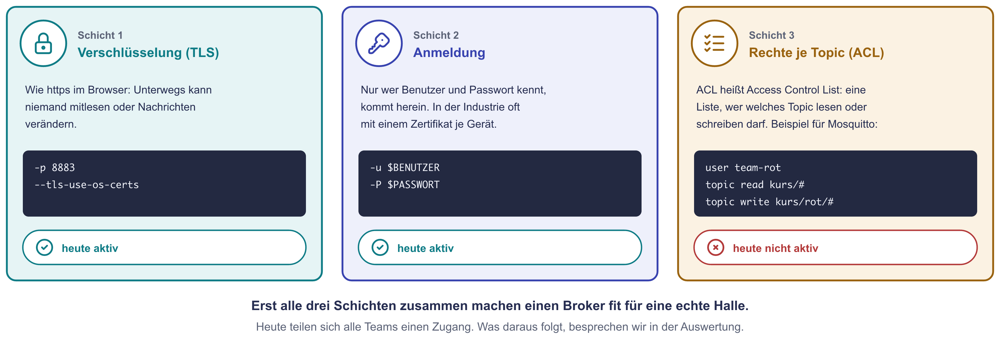 Schicht 1
Verschlüsselung (TLS)
Wie https im Browser: Unterwegs kann
niemand mitlesen oder Nachrichten
verändern.
-p 8883
--tls-use-os-certs
heute aktiv
Schicht 2
Anmeldung
Nur wer Benutzer und Passwort kennt,
kommt herein. In der Industrie oft
mit einem Zertifikat je Gerät.
-u $BENUTZER
-P $PASSWORT
heute aktiv
Schicht 3
Rechte je Topic (ACL)
ACL heißt Access Control List: eine
Liste, wer welches Topic lesen oder
schreiben darf. Beispiel für Mosquitto:
user team-rot
topic read kurs/#
topic write kurs/rot/#
heute nicht aktiv
Erst alle drei Schichten zusammen machen einen Broker fit für eine echte Halle.
Heute teilen sich alle Teams einen Zugang. Was daraus folgt, besprechen wir in der Auswertung.